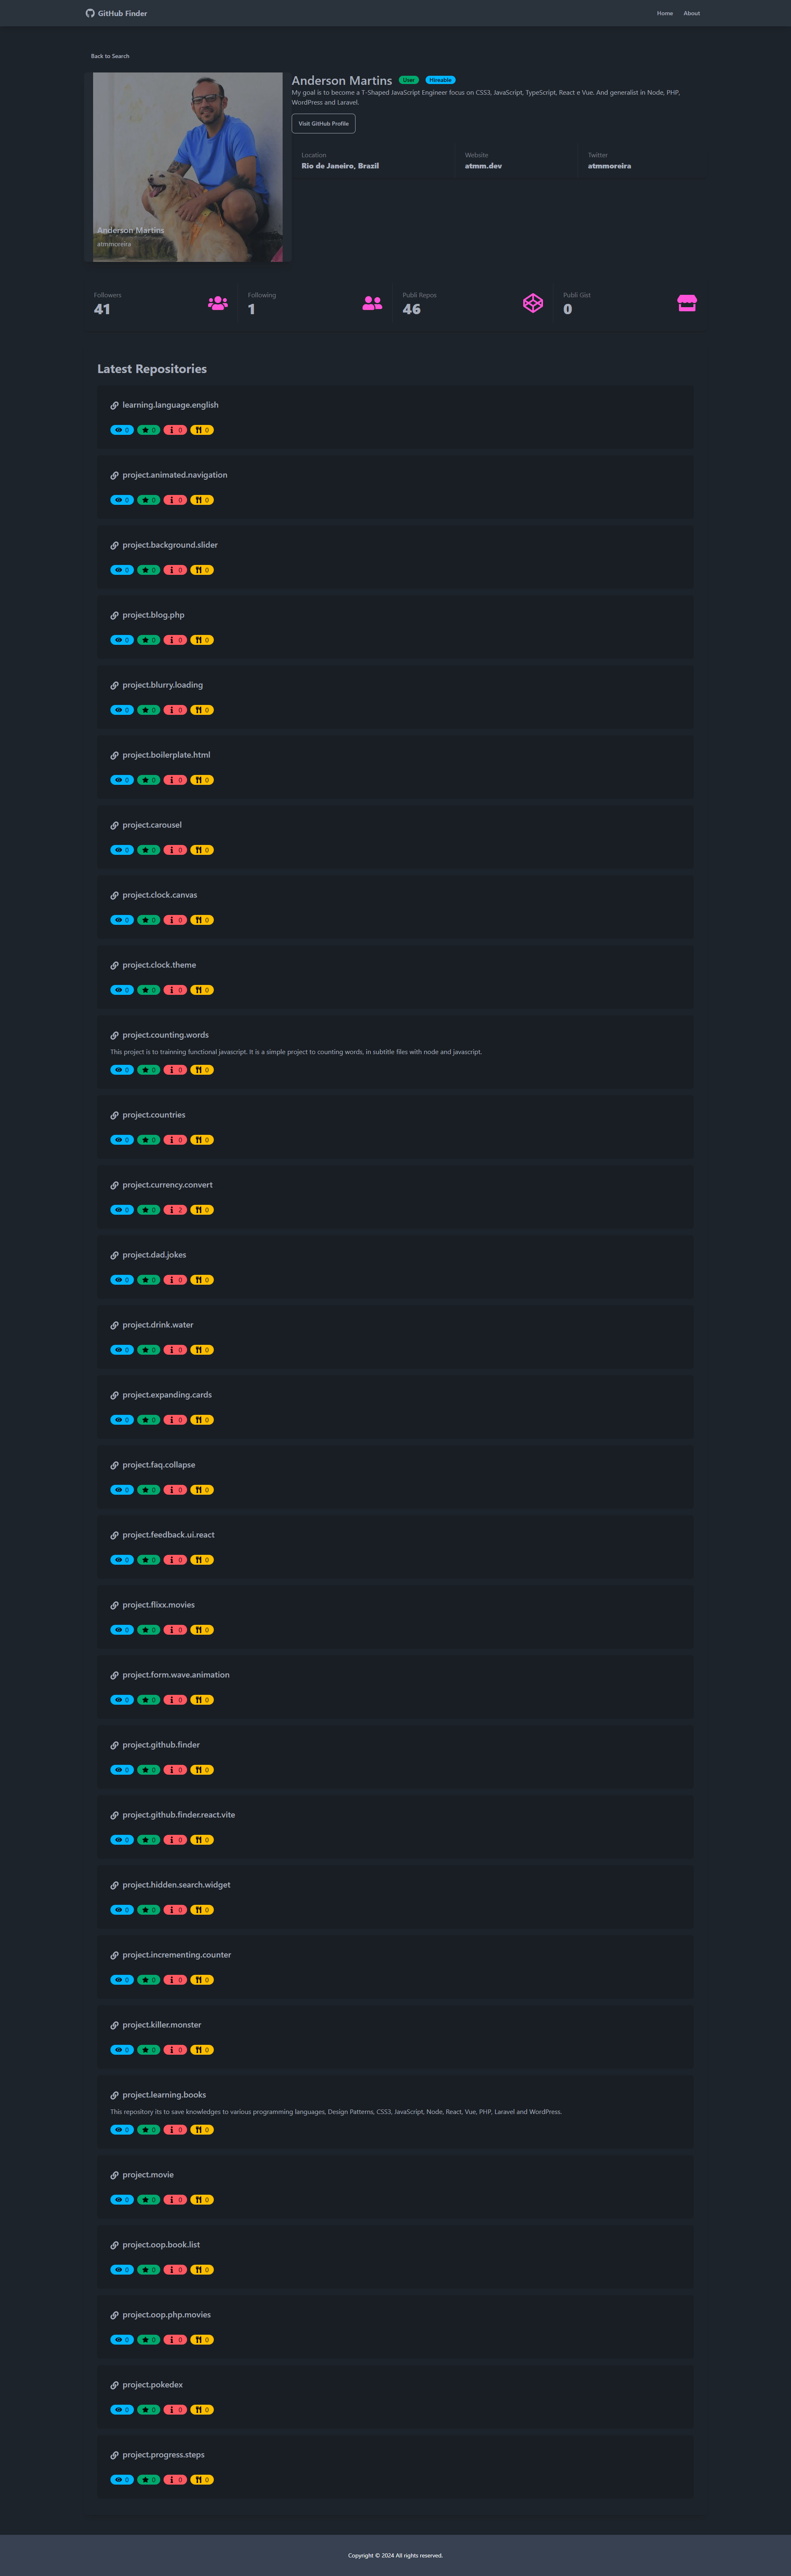 GitHub Finder
Home
About
Back to Search
Anderson Martins
User
Hireable
My goal is to become a T-Shaped JavaScript Engineer focus on CSS3, JavaScript, TypeScript, React e Vue. And generalist in Node, PHP,
WordPress and Laravel.
Visit GitHub Profile
Location
Rio de Janeiro, Brazil
Website
atmm.dev
Twitter
atmmoreira
Anderson Martins
atmmoreira
Followers
41
Following
1
Publi Repos
46
Publi Gist
0
Latest Repositories
learning.language.english
0 0 0 0
project.animated.navigation
0 0 0 0
project.background.slider
0 0 0 0
project.blog.php
0 0 0 0
project.blurry.loading
0 0 0 0
project.boilerplate.html
0 0 0 0
project.carousel
0 0 0 0
project.clock.canvas
0 0 0 0
project.clock.theme
0 0 0 0
project.counting.words
This project is to trainning functional javascript. It is a simple project to counting words, in subtitle files with node and javascript.
0 0 0 0
project.countries
0 0 0 0
project.currency.convert
0 0 2 0
project.dad.jokes
0 0 0 0
project.drink.water
0 0 0 0
project.expanding.cards
0 0 0 0
project.faq.collapse
0 0 0 0
project.feedback.ui.react
0 0 0 0
project.flixx.movies
0 0 0 0
project.form.wave.animation
0 0 0 0
project.github.finder
0 0 0 0
project.github.finder.react.vite
0 0 0 0
project.hidden.search.widget
0 0 0 0
project.incrementing.counter
0 0 0 0
project.killer.monster
0 0 0 0
project.learning.books
This repository its to save knowledges to various programming languages, Design Patterns, CSS3, JavaScript, Node, React, Vue, PHP, Laravel and WordPress.
0 0 0 0
project.movie
0 0 0 0
project.oop.book.list
0 0 0 0
project.oop.php.movies
0 0 0 0
project.pokedex
0 0 0 0
project.progress.steps
0 0 0 0
Copyright © 2024 All rights reserved.